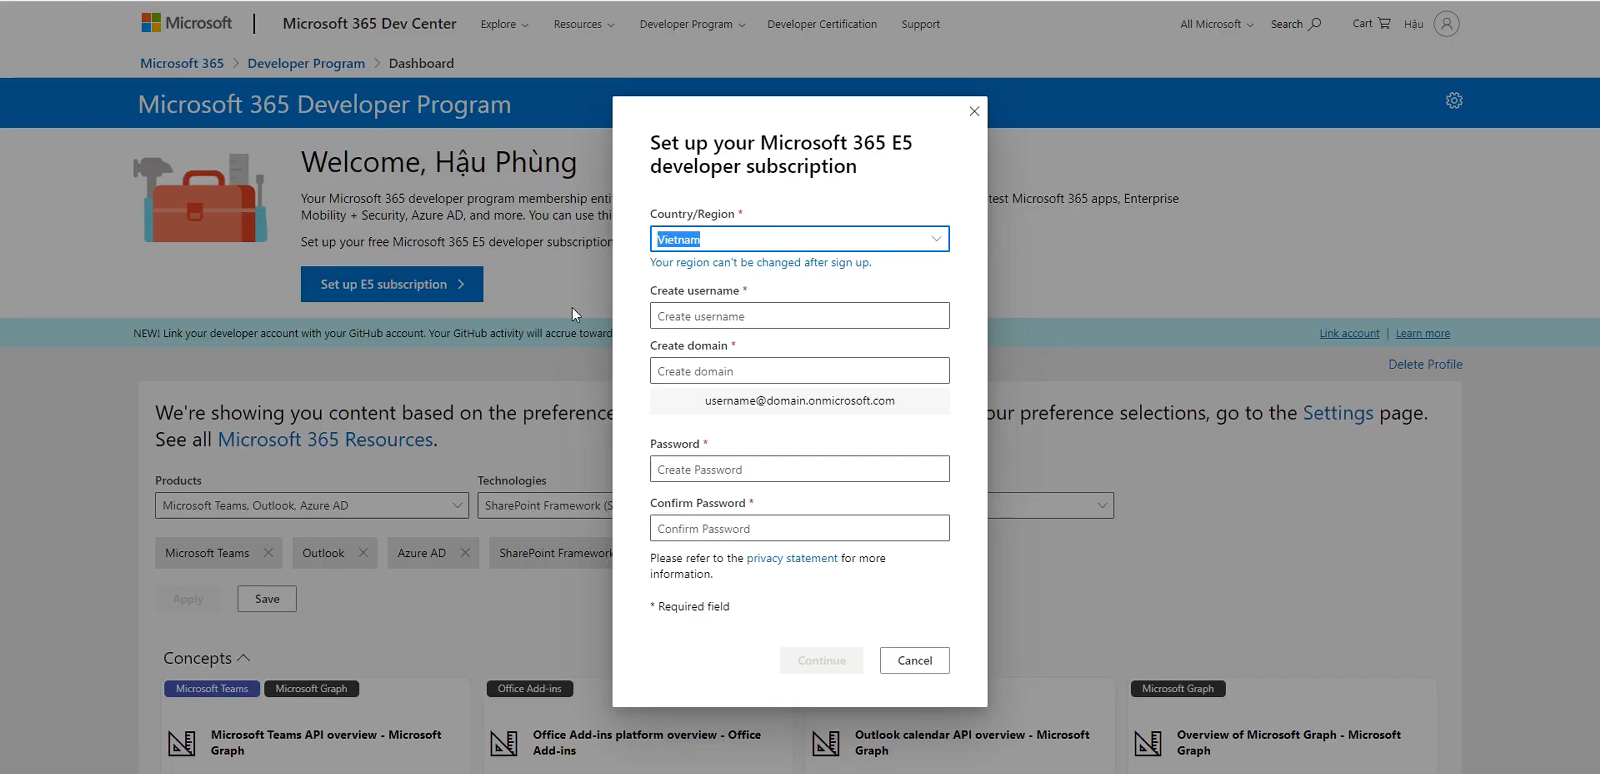 Microsoft Microsoft 365 Dev Center Explore Resources Developer Program Developer Certification Support All Microsoft Search Cart Hậu
Microsoft 365 > Developer Program > Dashboard
Microsoft 365 Developer Program
Welcome, Hậu Phùng
Your Microsoft 365 developer program membership enti
test Microsoft 365 apps, Enterprise
Mobility + Security, Azure AD, and more. You can use thi
Set up your free Microsoft 365 E5 developer subscription
Set up E5 subscription >
NEW! Link your developer account with your GitHub account. Your GitHub activity will accrue toward
Link account | Learn more
Delete Profile
We're showing you content based on the preference
our preference selections, go to the Settings page.
See all Microsoft 365 Resources.
Products
Technologies
Microsoft Teams, Outlook, Azure AD
SharePoint Framework (S
Microsoft Teams
Outlook
Azure AD
SharePoint Framework
Apply
Save
Concepts
Microsoft Teams Microsoft Graph
Microsoft Teams API overview - Microsoft
Graph
Office Add-ins
Office Add-ins platform overview - Office
Add-ins
Outlook calendar API overview - Microsoft
Graph
Microsoft Graph
Overview of Microsoft Graph - Microsoft
Graph
Set up your Microsoft 365 E5
developer subscription
Country/Region *
Vietnam
Your region can't be changed after sign up.
Create username *
Create username
Create domain *
Create domain
username@domain.onmicrosoft.com
Password *
Create Password
Confirm Password *
Confirm Password
Please refer to the privacy statement for more
information.
* Required field
Continue
Cancel